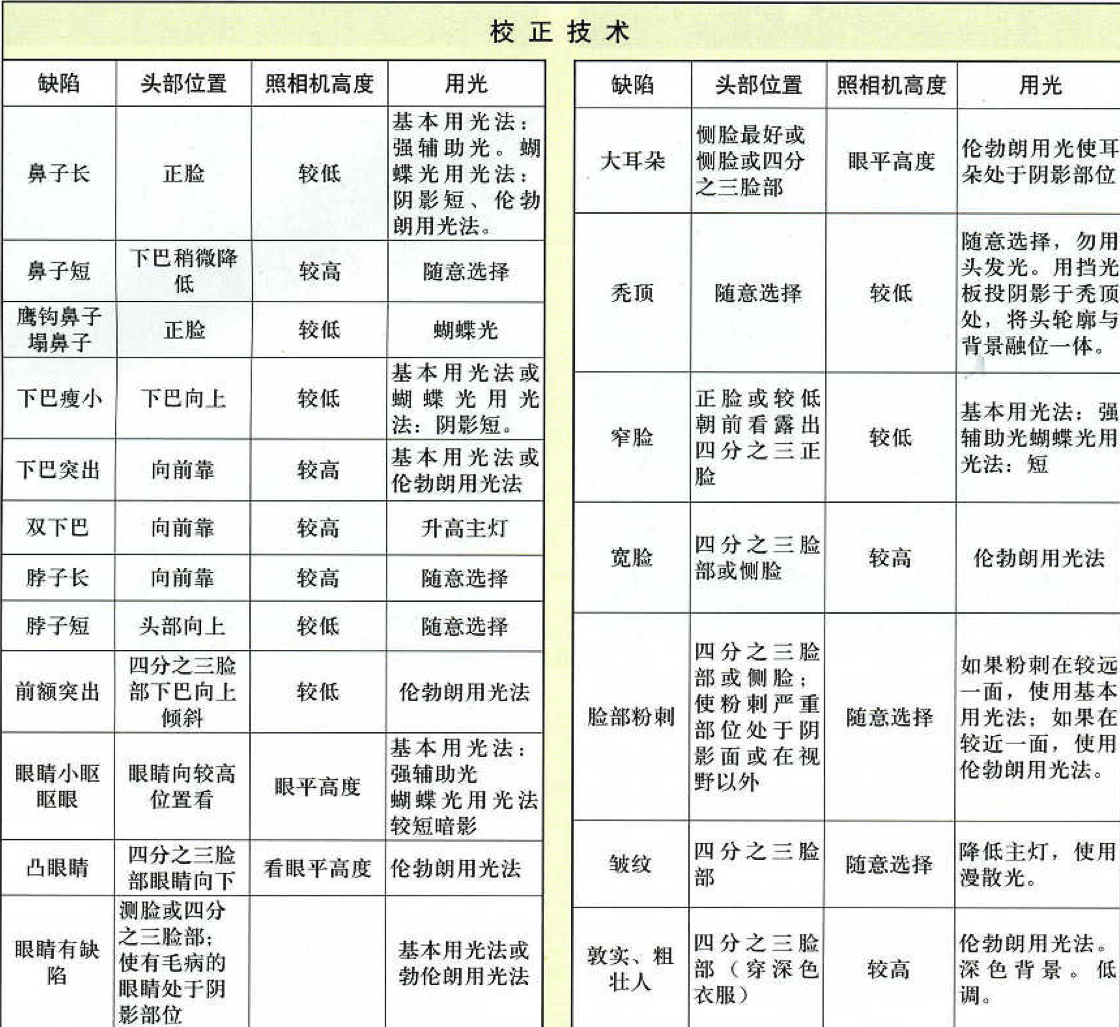 校正技术
缺陷 头部位置 照相机高度 用光
鼻子长 正脸 较低 基本用光法：
强辅助光。蝴
蝶光用光法：
阴影短、伦勃
朗用光法。
鼻子短 下巴稍微降
低 较高 随意选择
鹰钩鼻子
塌鼻子 正脸 较低 蝴蝶光
下巴瘦小 下巴向上 较低 基本用光法或
蝴蝶光用光
法：阴影短。
下巴突出 向前靠 较高 基本用光法或
伦勃朗用光法
双下巴 向前靠 较高 升高主灯
脖子长 向前靠 较高 随意选择
脖子短 头部向上 较低 随意选择
前额突出 四分之三脸
部下巴向上
倾斜 较低 伦勃朗用光法
眼睛小眍
眍眼 眼睛向较高
位置看 眼平高度 基本用光法：
强辅助光
蝴蝶光用光法
较短暗影
凸眼睛 四分之三脸
部眼睛向下 看眼平高度 伦勃朗用光法
眼睛有缺
陷 测脸或四分
之三脸部；
使有毛病的
眼睛处于阴
影部位 基本用光法或
勃伦朗用光法
缺陷 头部位置 照相机高度 用光
大耳朵 恻脸最好或
恻脸或四分
之三脸部 眼平高度 伦勃朗用光使耳
朵处于阴影部位
秃顶 随意选择 较低 随意选择，勿用
头发光。用挡光
板投阴影于秃顶
处，将头轮廓与
背景融位一体。
窄脸 正脸或较低
朝前看露出
四分之三正
脸 较低 基本用光法；强
辅助光蝴蝶光用
光法：短
宽脸 四分之三脸
部或恻脸 较高 伦勃朗用光法
脸部粉刺 四分之三脸
部或侧脸；
使粉刺严重
部位处于阴
影面或在视
野以外 随意选择 如果粉刺在较远
一面，使用基本
用光法；如果在
较近一面，使用
伦勃朗用光法。
皱纹 四分之三脸
部 随意选择 降低主灯，使用
漫散光。
敦实、粗
壮人 四分之三脸
部（穿深色
衣服） 较高 伦勃朗用光法。
深色背景。低
调。